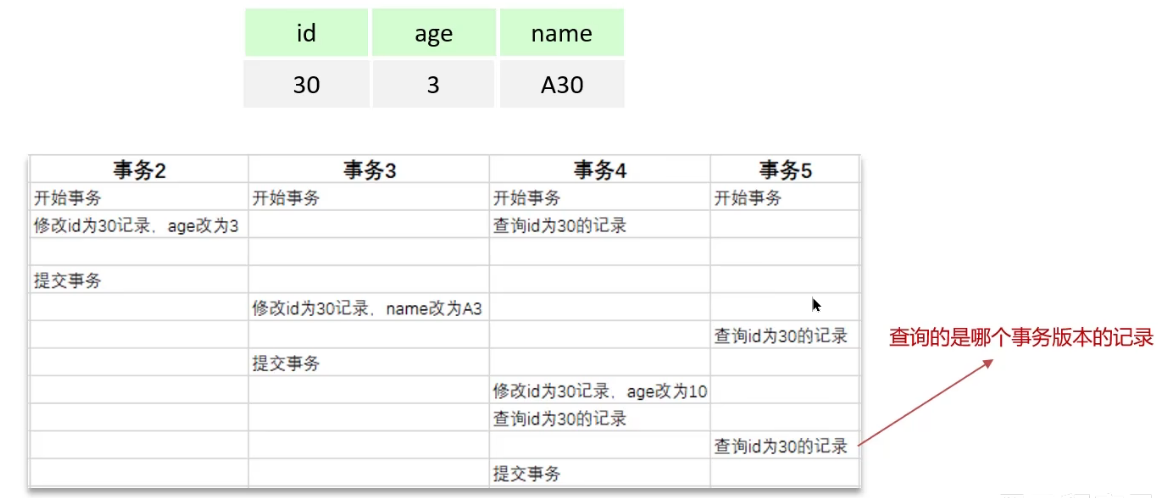 id age name
30 3 A30
事务2 事务3 事务4 事务5
开始事务 开始事务 开始事务 开始事务
修改id为30记录，age改为3 查询id为30的记录
提交事务
修改id为30记录，name改为A3
查询id为30的记录
查询的是哪个事务版本的记录
提交事务
修改id为30记录，age改为10
查询id为30的记录
查询id为30的记录
提交事务